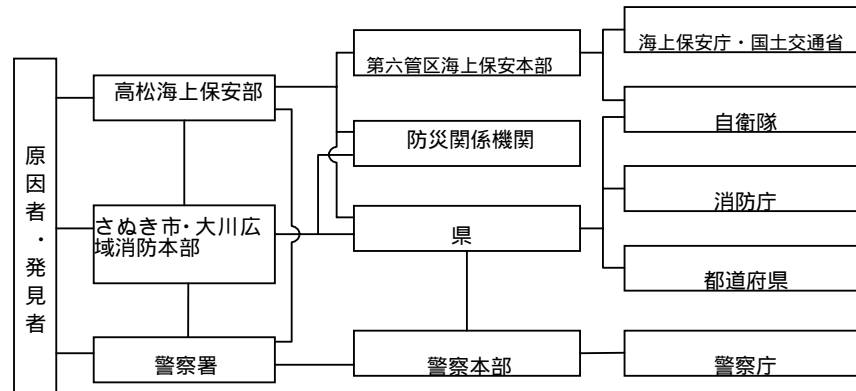 原因者・発見者
高松海上保安部
さぬき市・大川広
域消防本部
警察署
第六管区海上保安本部
防災関係機関
県
警察本部
海上保安庁・国土交通省
自衛隊
消防庁
都道府県
警察庁